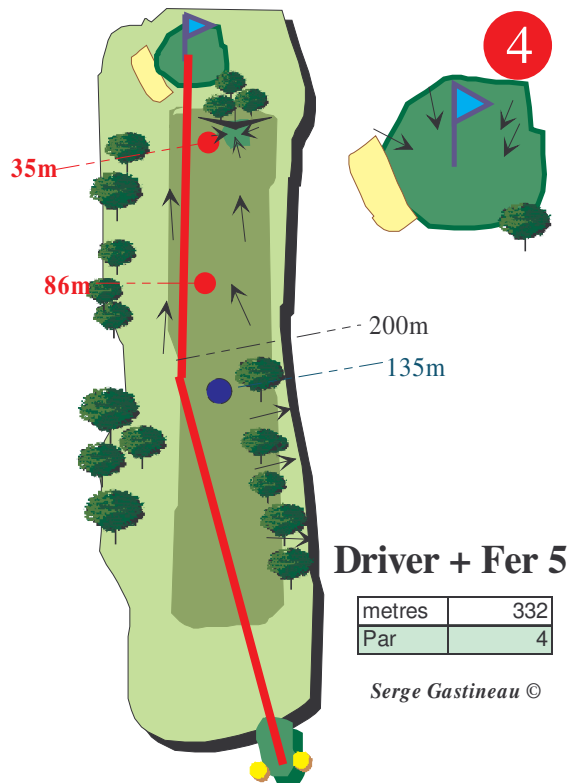 4
35m
86m
200m
135m
Driver + Fer 5
metres 332
Par 4
Serge Gastineau ©